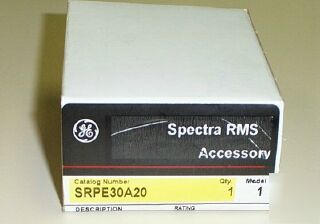 GE
Spectra RMS
Accessory
Catalog Number Qty Model
SRPE30A20 1 1
DESCRIPTION RATING